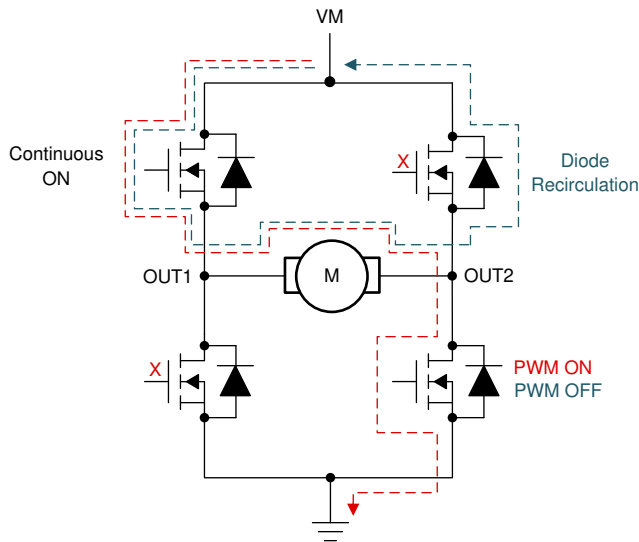 VM
Continuous
ON
X
Diode
Recirculation
OUT1
M
OUT2
X
PWM ON
PWM OFF